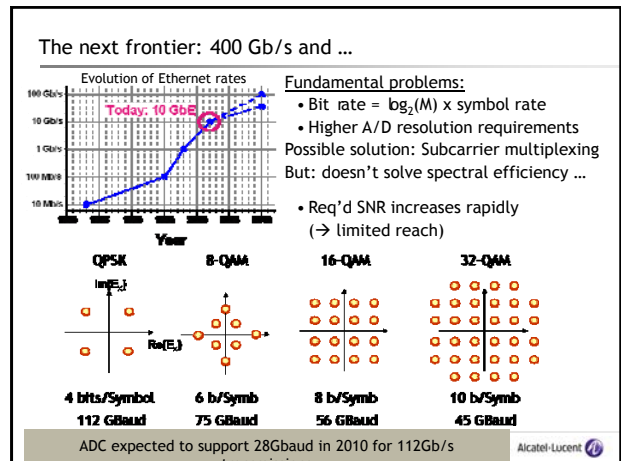 The next frontier: 400 Gb/s and …
Evolution of Ethernet rates
100 Gb/s
10 Gb/s
1 Gb/s
100 Mb/s
10 Mb/s
Today: 10 GbE
Year
Fundamental problems:
• Bit rate = log2(M) x symbol rate
• Higher A/D resolution requirements
Possible solution: Subcarrier multiplexing
But: doesn’t solve spectral efficiency …
• Req’d SNR increases rapidly
(→ limited reach)
QPSK 8-QAM 16-QAM 32-QAM
Im{Ex}
Re{Ex}
4 bits/Symbol 6 b/Symb 8 b/Symb 10 b/Symb
112 GBaud 75 GBaud 56 GBaud 45 GBaud
ADC expected to support 28Gbaud in 2010 for 112Gb/s
Alcatel-Lucent